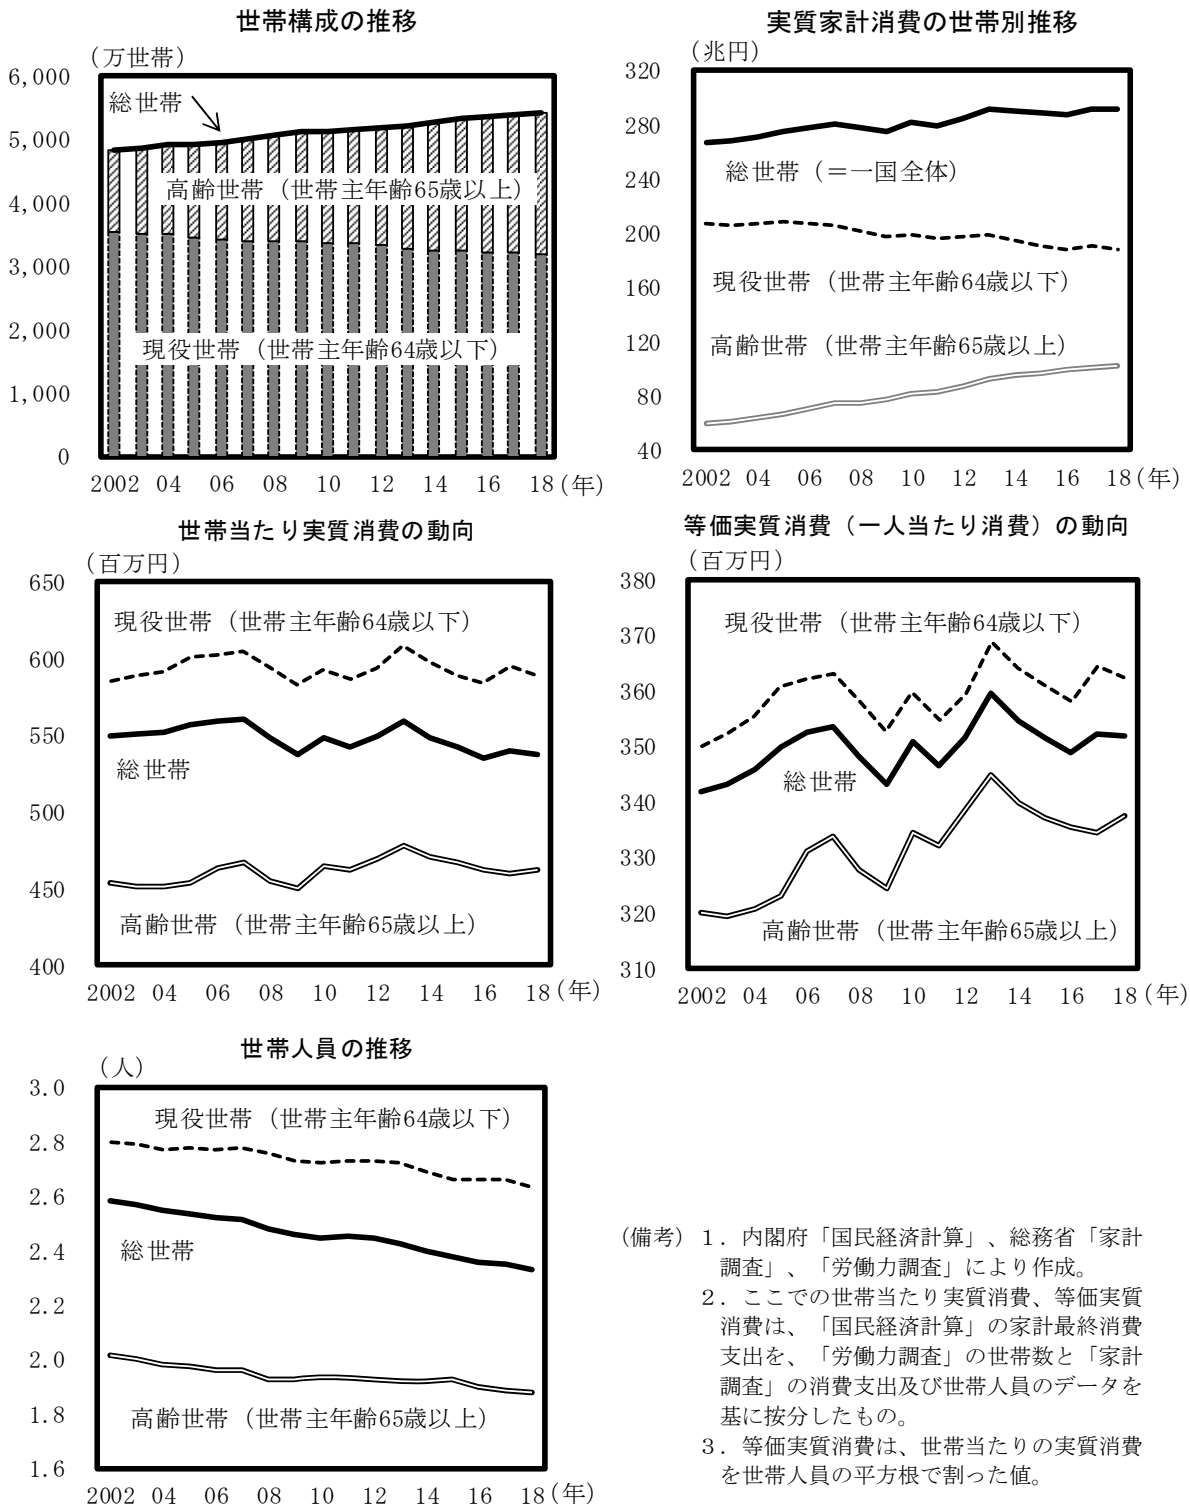 世帯構成の推移
（万世帯）
6,000
5,000
4,000
3,000
2,000
1,000
0
総世帯
高齢世帯（世帯主年齢65歳以上）
現役世帯（世帯主年齢64歳以下）
2002 04 06 08 10 12 14 16 18（年）
実質家計消費の世帯別推移
（兆円）
320
280
240
200
160
120
80
40
総世帯（＝一国全体）
現役世帯（世帯主年齢64歳以下）
高齢世帯（世帯主年齢65歳以上）
2002 04 06 08 10 12 14 16 18（年）
世帯当たり実質消費の動向
（百万円）
650
600
550
500
450
400
現役世帯（世帯主年齢64歳以下）
総世帯
高齢世帯（世帯主年齢65歳以上）
2002 04 06 08 10 12 14 16 18（年）
等価実質消費（一人当たり消費）の動向
（百万円）
380
370
360
350
340
330
320
310
現役世帯（世帯主年齢64歳以下）
総世帯
高齢世帯（世帯主年齢65歳以上）
2002 04 06 08 10 12 14 16 18（年）
世帯人員の推移
（人）
3.0
2.8
2.6
2.4
2.2
2.0
1.8
1.6
現役世帯（世帯主年齢64歳以下）
総世帯
高齢世帯（世帯主年齢65歳以上）
2002 04 06 08 10 12 14 16 18（年）
（備考）１．内閣府「国民経済計算」、総務省「家計
調査」、「労働力調査」により作成。
２．ここでの世帯当たり実質消費、等価実質
消費は、「国民経済計算」の家計最終消費
支出を、「労働力調査」の世帯数と「家計
調査」の消費支出及び世帯人員のデータを
基に按分したもの。
３．等価実質消費は、世帯当たりの実質消費
を世帯人員の平方根で割った値。